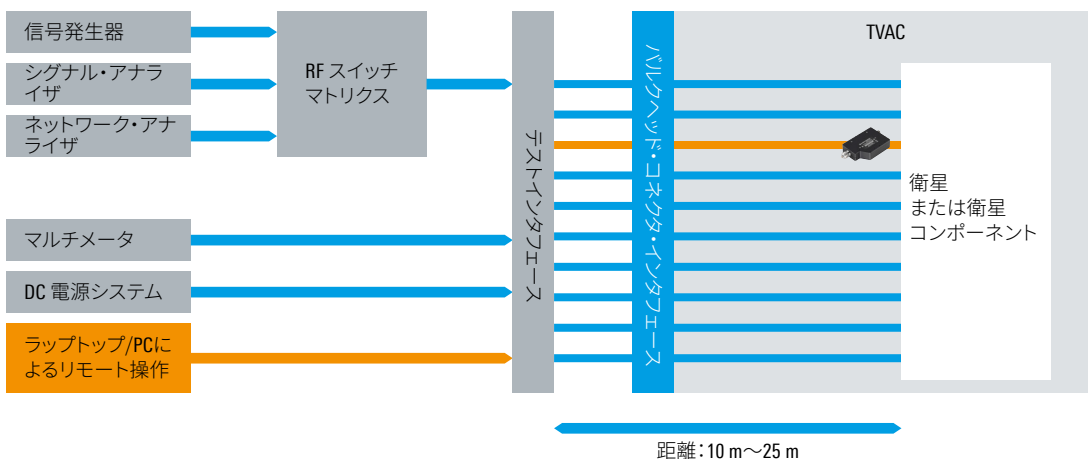 信号発生器
シグナル・アナラ
イザ
ネットワーク・アナ
ライザ
RF スイッチ
マトリクス
マルチメータ
DC 電源システム
ラップトップ/PCに
よるリモート操作
テストインタフェース
バルクヘッド・コネクタ・インタフェース
TVAC
衛星
または衛星
コンポーネント
距離：10 m～25 m